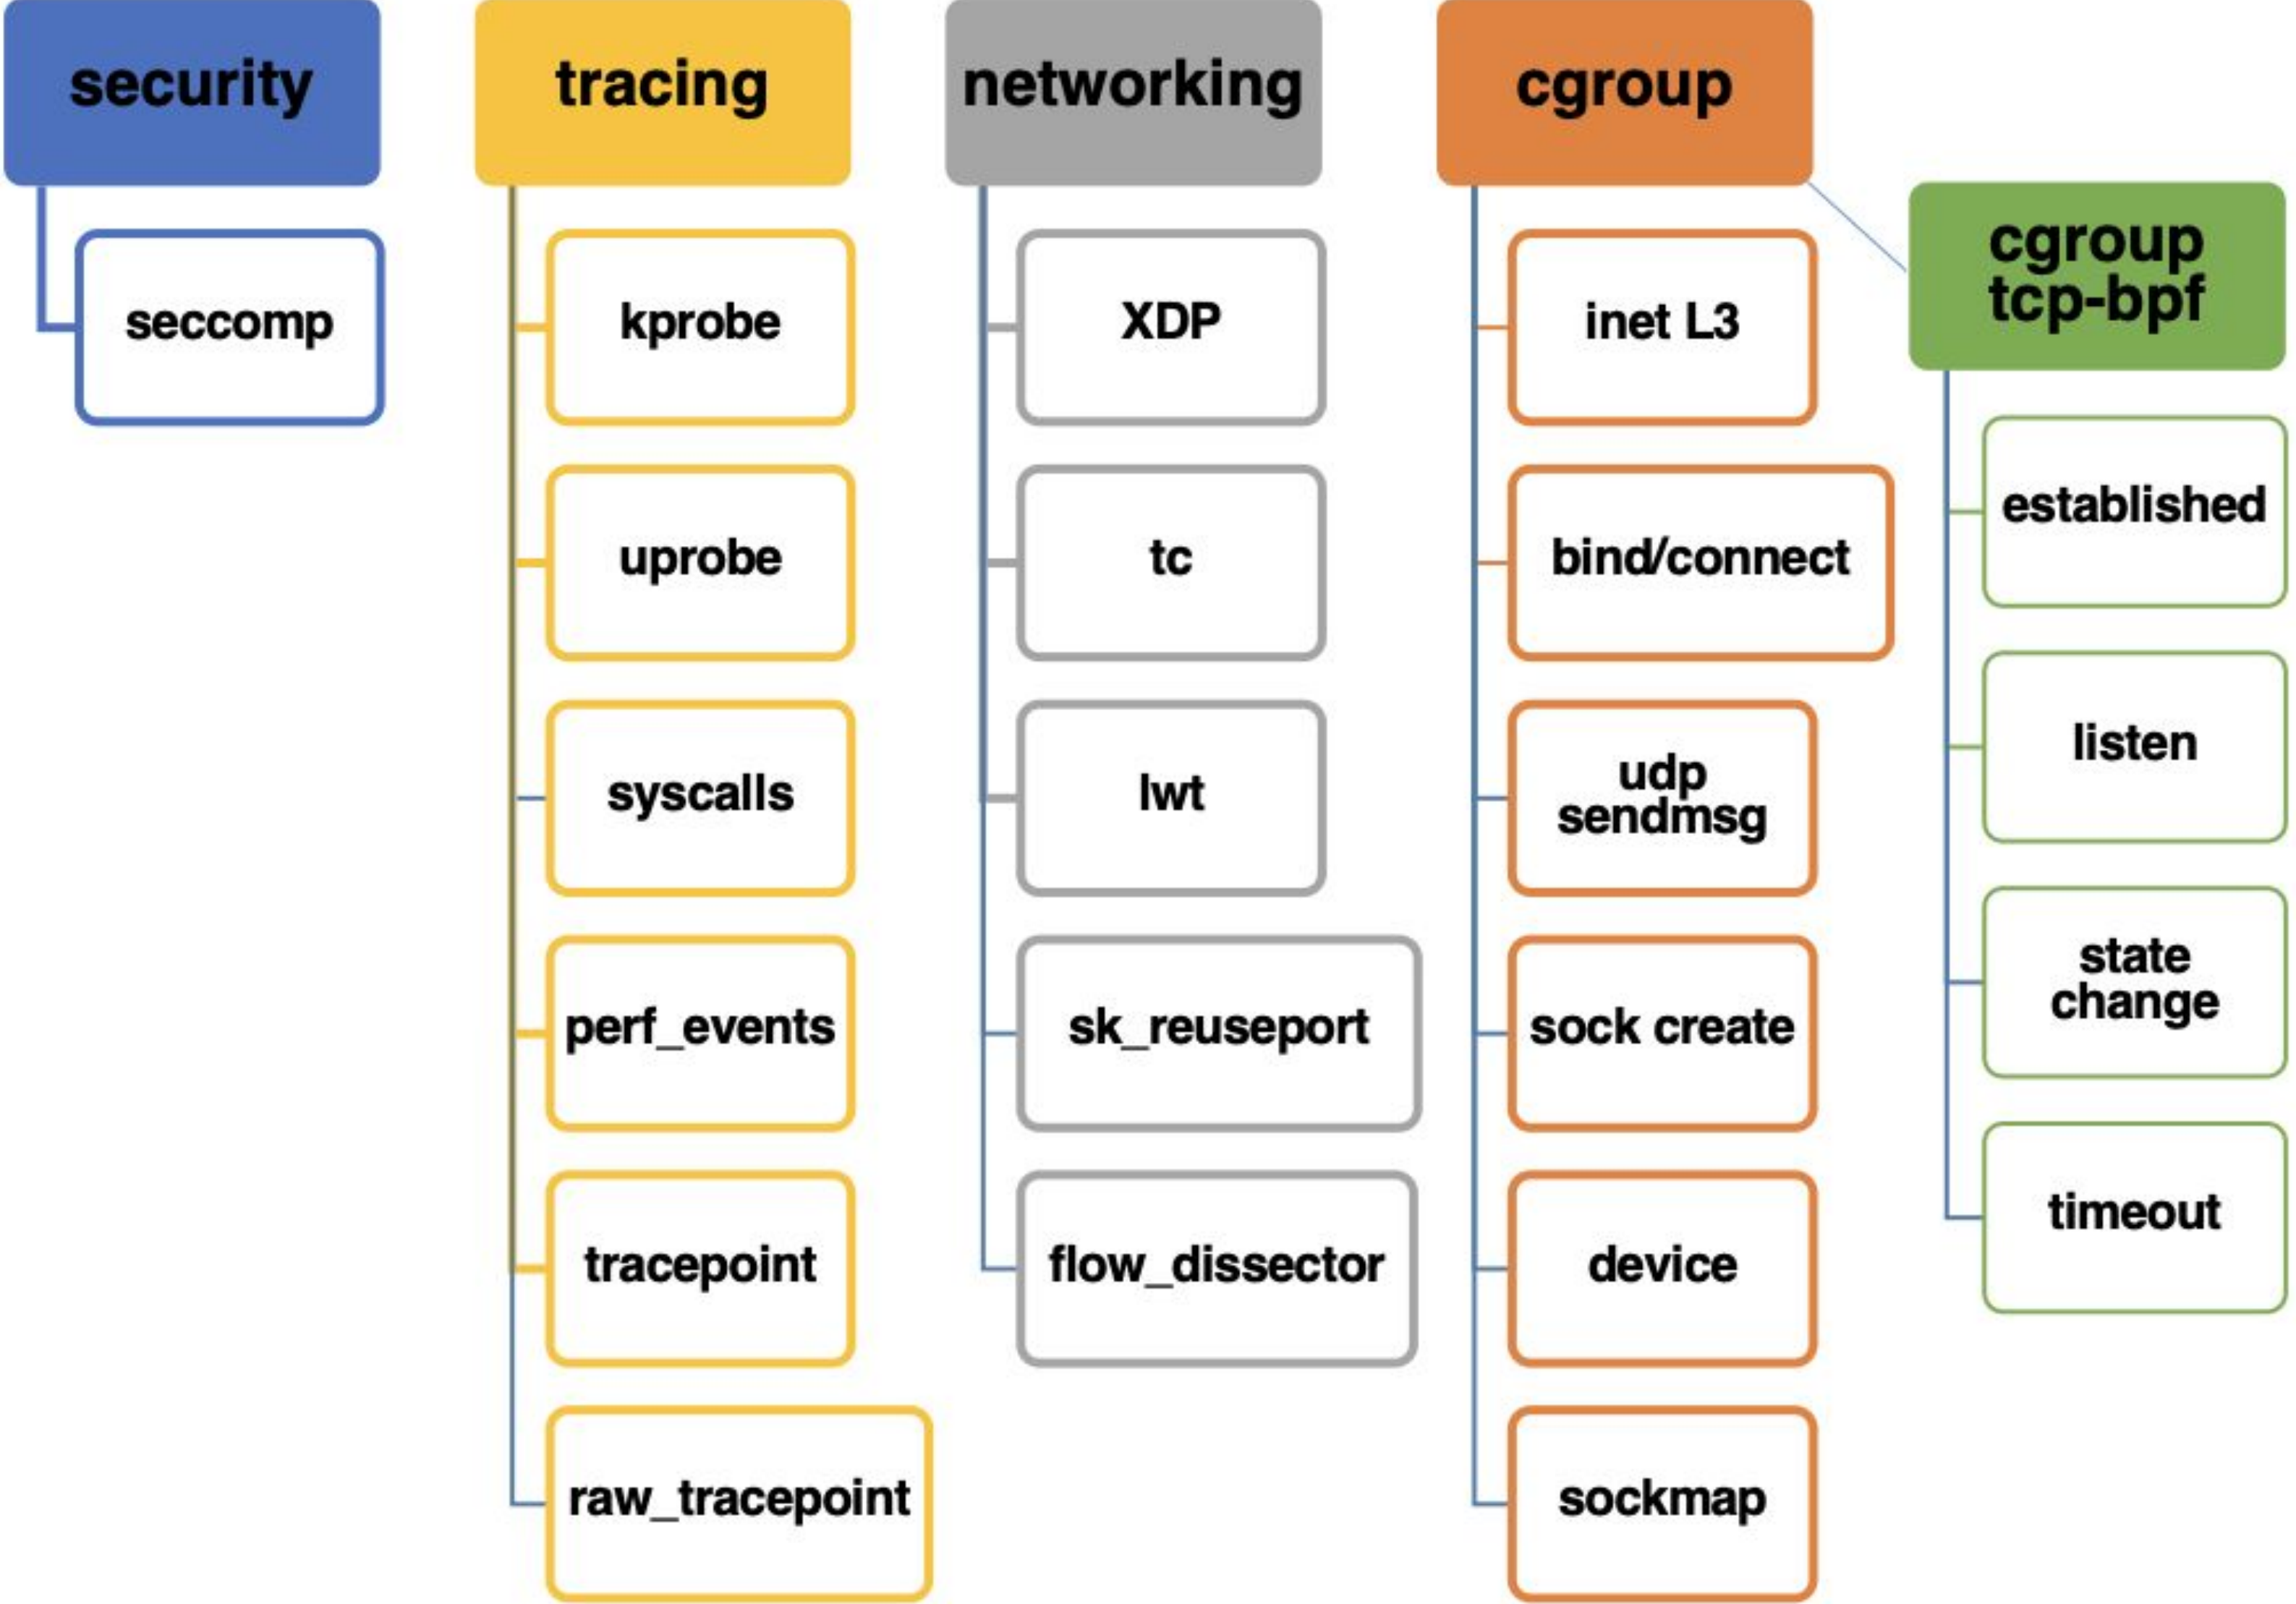 security
seccomp
tracing
kprobe
uprobe
syscalls
perf_events
tracepoint
raw_tracepoint
networking
XDP
tc
lwt
sk_reuseport
flow_dissector
cgroup
inet L3
bind/connect
udp
sendmsg
sock create
device
sockmap
cgroup
tcp-bpf
established
listen
state
change
timeout